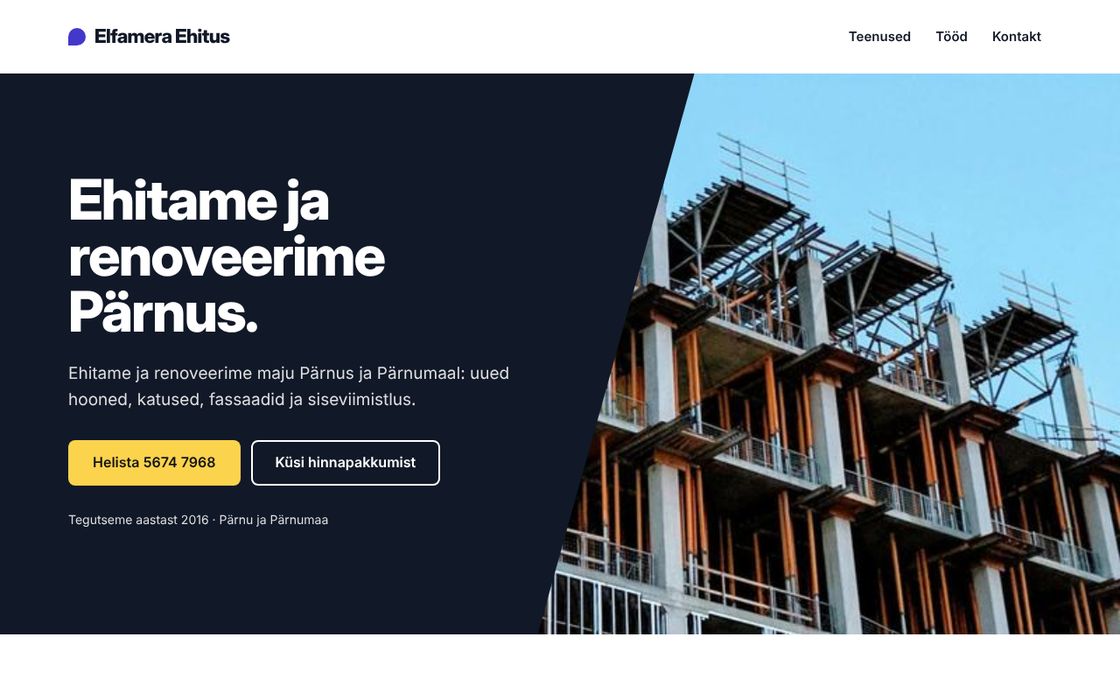 Elfamera Ehitus
Teenused Tööd Kontakt
Ehitame ja
renoveerime
Pärnus.
Ehitame ja renoveerime maju Pärnus ja Pärnumaal: uued
hooned, katused, fassaadid ja siseviimistlus.
Helista 5674 7968 Küsi hinnapakkumist
Tegutseme aastast 2016 · Pärnu ja Pärnumaa